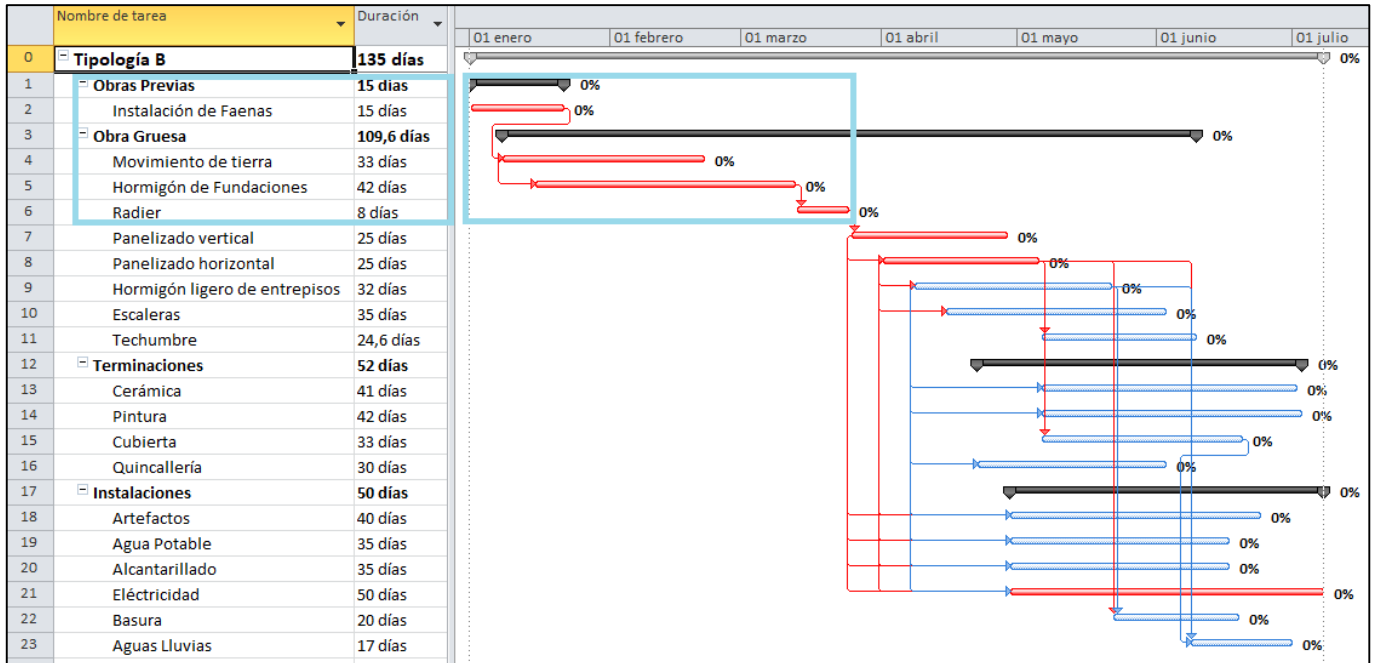 Nombre de tarea Duración
01 enero 01 febrero 01 marzo 01 abril 01 mayo 01 junio 01 julio
0 Tipología B 135 días 0%
1 Obras Previas 15 días 0%
2 Instalación de Faenas 15 días 0%
3 Obra Gruesa 109,6 días 0%
4 Movimiento de tierra 33 días 0%
5 Hormigón de Fundaciones 42 días 0%
6 Radier 8 días 0%
7 Panelizado vertical 25 días 0%
8 Panelizado horizontal 25 días 0%
9 Hormigón ligero de entrepisos 32 días 0%
10 Escaleras 35 días 0%
11 Techumbre 24,6 días 0%
12 Terminaciones 52 días 0%
13 Cerámica 41 días 0%
14 Pintura 42 días 0%
15 Cubierta 33 días 0%
16 Quincallería 30 días 0%
17 Instalaciones 50 días 0%
18 Artefactos 40 días 0%
19 Agua Potable 35 días 0%
20 Alcantarillado 35 días 0%
21 Eléctricidad 50 días 0%
22 Basura 20 días 0%
23 Aguas Lluvias 17 días 0%